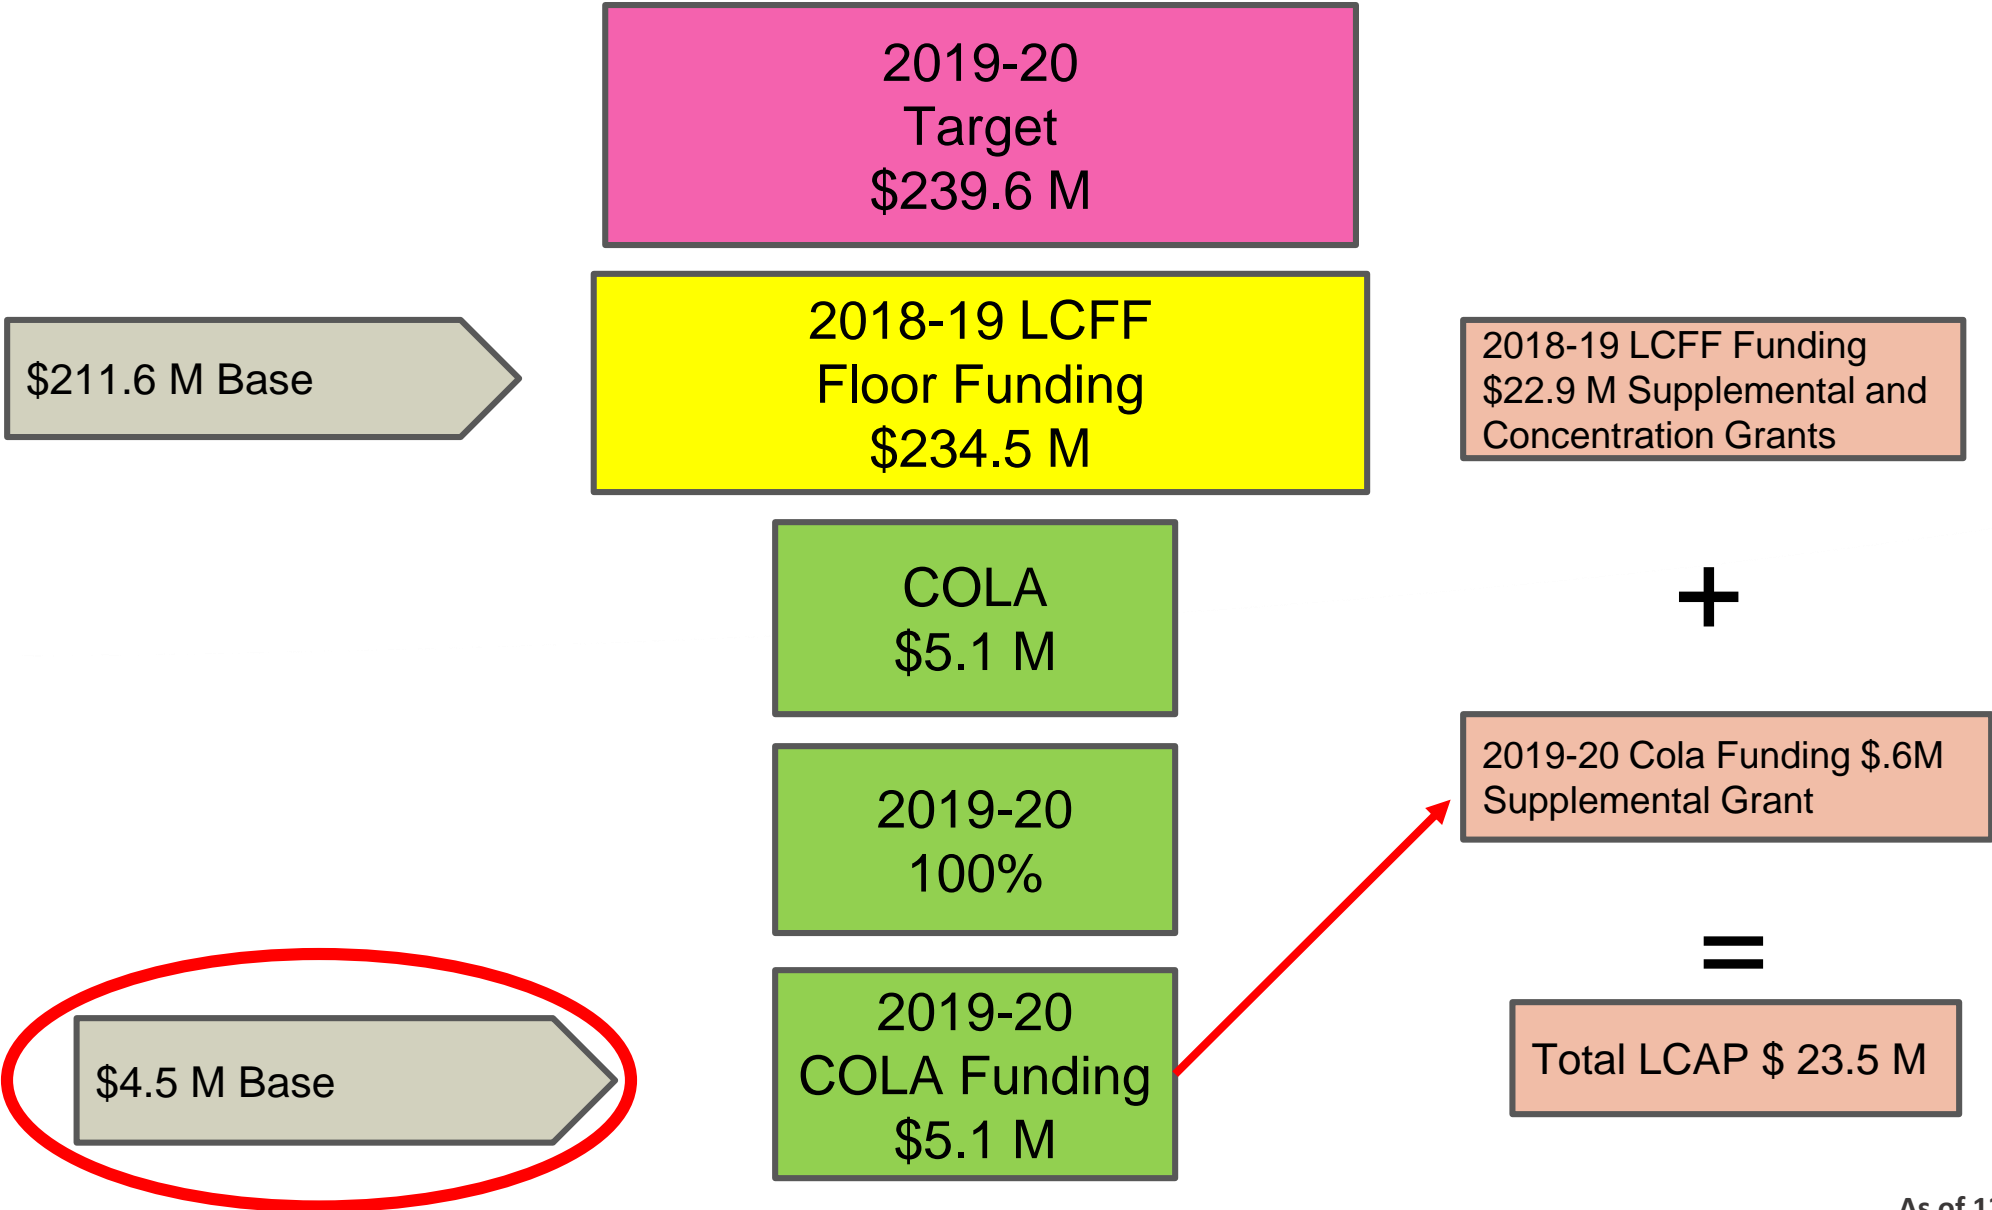 2019-20
Target
$239.6 M
$211.6 M Base
2018-19 LCFF
Floor Funding
$234.5 M
2018-19 LCFF Funding
$22.9 M Supplemental and
Concentration Grants
COLA
$5.1 M
+
2019-20
100%
2019-20 Cola Funding $.6M
Supplemental Grant
=
$4.5 M Base
2019-20
COLA Funding
$5.1 M
Total LCAP $ 23.5 M
As of